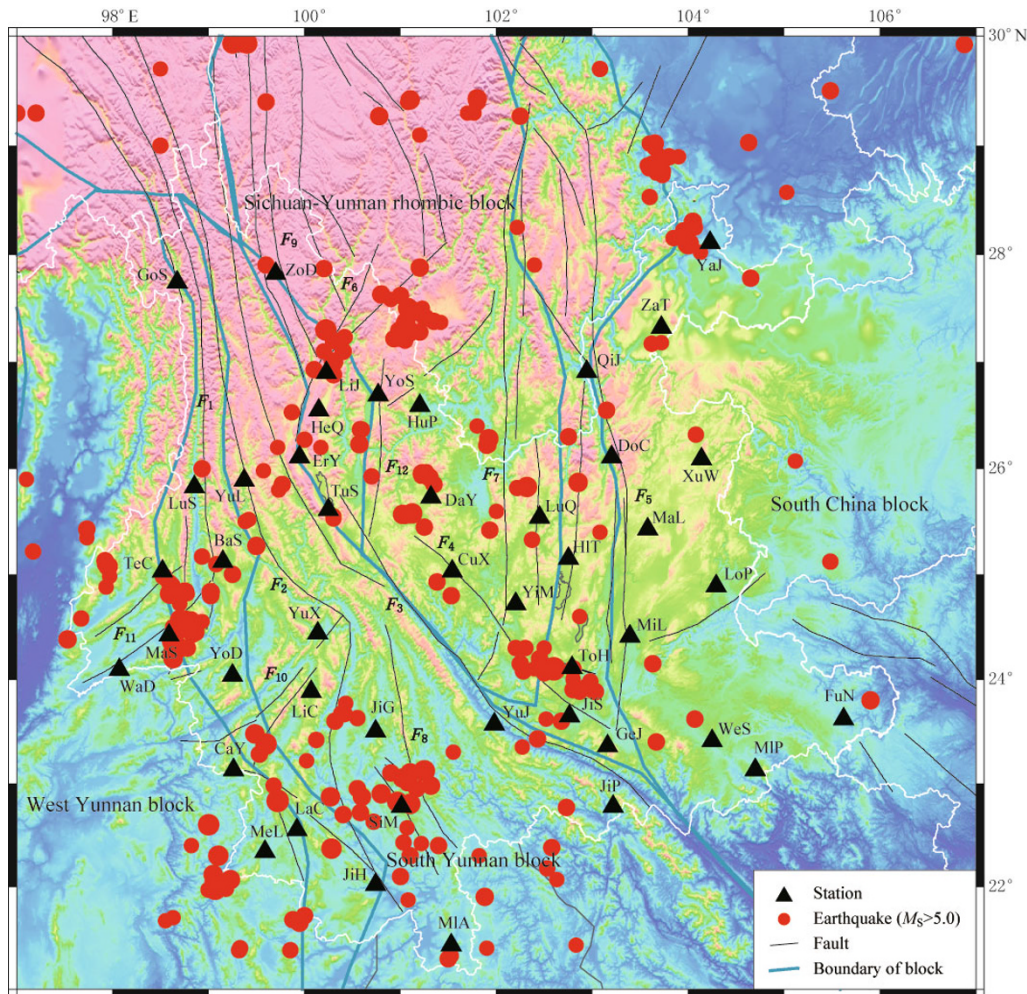 98° E
100°
102°
104°
106°
30° N
Sichuan-Yunnan rhombic block
F9
GoS
ZoD
F6
YaJ
28°
ZaT
QiJ
LiJ
YoS
F1
HeQ
HuP
ErY
DoC
F12
F7
XuW
26°
LuS
YuL
TuS
DaY
LuQ
F5
MaL
South China block
BaS
F4
HlT
TeC
CuX
LoP
F2
F3
YiM
F11
YuX
MiL
MaS
WaD
YoD
F10
ToH
24°
LiC
JiG
YuJ
JiS
FuN
F8
GeJ
WeS
CaY
MlP
West Yunnan block
LaC
SiM
JiP
MeL
South Yunnan block
JiH
22°
MlA
Station
Earthquake (MS>5.0)
Fault
Boundary of block